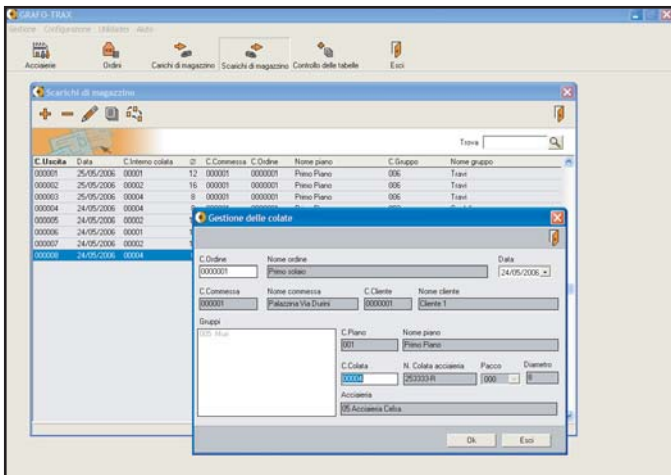 GRAFO-TRAX
Gestione Configurazione Utilidades Aiuto
Acciaierie Ordini Carichi di magazzino Scarichi di magazzino Controllo delle tabelle Esci
Scarichi di magazzino
Trova
C.Uscita Data C.Interno colata ∅ C.Commessa C.Ordine Nome piano C.Gruppo Nome gruppo
000001 25/05/2006 00001 12 000001 0000001 Primo Piano 006 Travi
000002 25/05/2006 00002 16 000001 0000001 Primo Piano 006 Travi
000003 25/05/2006 00004 8 000001 0000001 Primo Piano 006 Travi
000004 24/05/2006 00004
000005 24/05/2006 00002
000006 24/05/2006 00001
000007 24/05/2006 00002
000008 24/05/2006 00004
Gestione delle colate
C.Ordine Nome ordine Data
0000001 Primo solaio 24/05/2006
C.Commessa Nome commessa C.Cliente Nome cliente
000001 Palazzina Via Durini 0000001 Cliente 1
Gruppi
005 Muri
C.Piano Nome piano
001 Primo Piano
C.Colata N. Colata acciaieria Pacco Diametro
00004 253333-R 000 8
Acciaieria
05 Acciaieria Celsa
Ok Esci